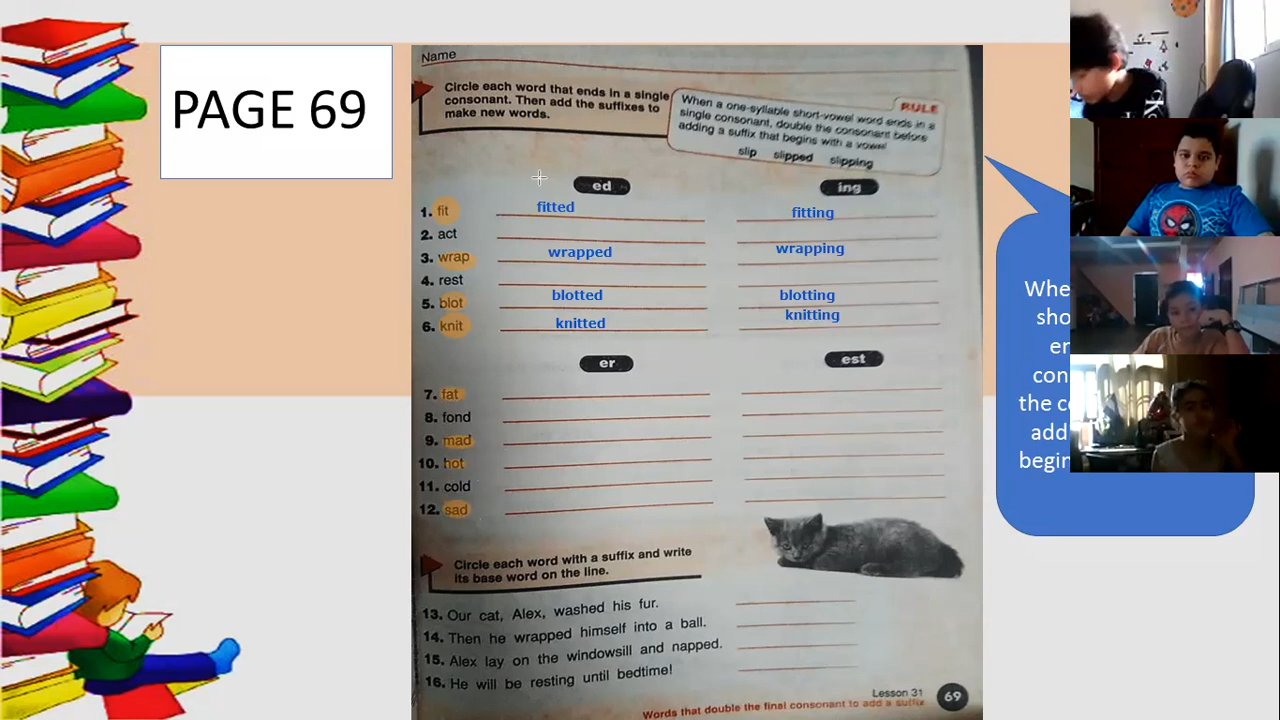 PAGE 69
Name
Circle each word that ends in a single
consonant. Then add the suffixes to
make new words.
RULE
When a one-syllable short-vowel word ends in a
single consonant, double the consonant before
adding a suffix that begins with a vowel
slip slipped slipping
ed ing
1. fit fitted fitting
2. act
3. wrap wrapped wrapping
4. rest
5. blot blotted blotting
6. knit knitted knitting
er est
7. fat
8. fond
9. mad
10. hot
11. cold
12. sad
Circle each word with a suffix and write
its base word on the line.
13. Our cat, Alex, washed his fur.
14. Then he wrapped himself into a ball.
15. Alex lay on the windowsill and napped.
16. He will be resting until bedtime!
Lesson 31
Words that double the final consonant to add a suffix
69
the
add